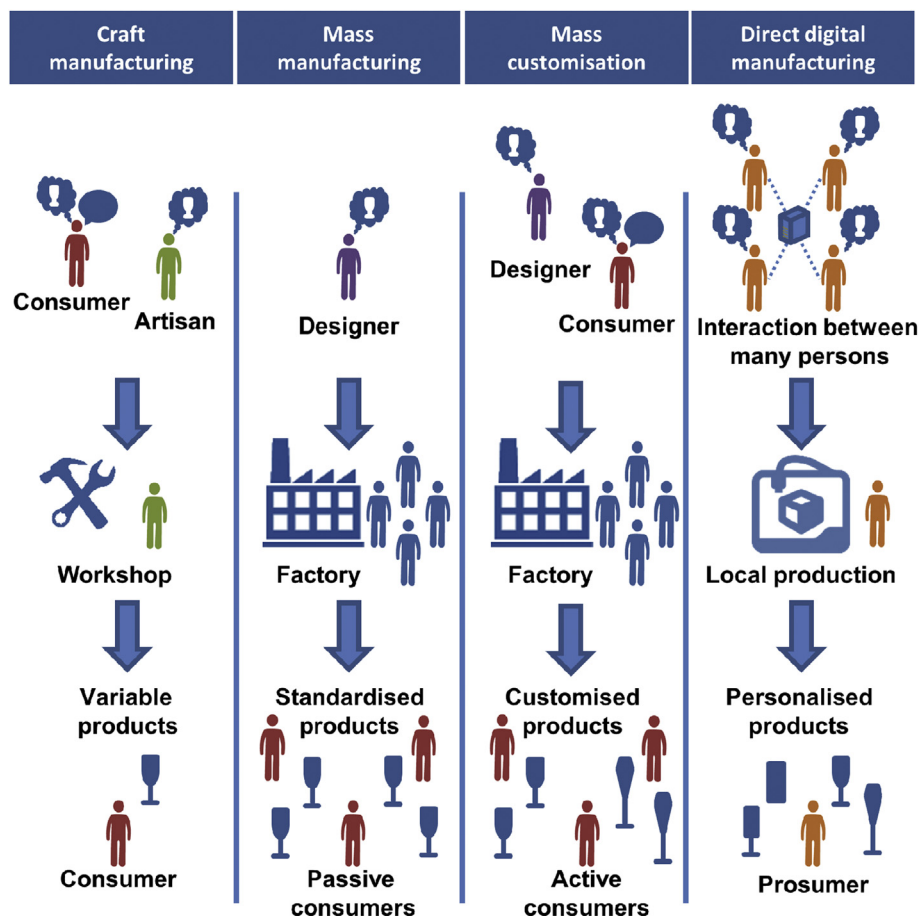 Craft
manufacturing
Mass
manufacturing
Mass
customisation
Direct digital
manufacturing
Consumer
Artisan
Designer
Designer
Consumer
Interaction between
many persons
Workshop
Factory
Factory
Local production
Variable
products
Standardised
products
Customised
products
Personalised
products
Consumer
Passive
consumers
Active
consumers
Prosumer